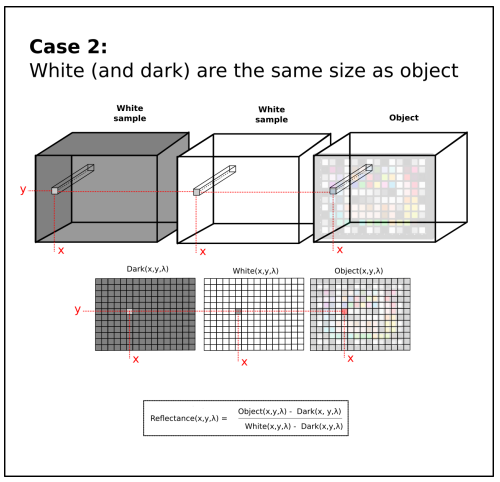 Case 2:
White (and dark) are the same size as object
White
sample
White
sample
Object
y
x
x
x
Dark(x,y,λ)
White(x,y,λ)
Object(x,y,λ)
y
x
x
x
Reflectance(x,y,λ) =
Object(x,y,λ) - Dark(x, y,λ)
White(x,y,λ) - Dark(x,y,λ)